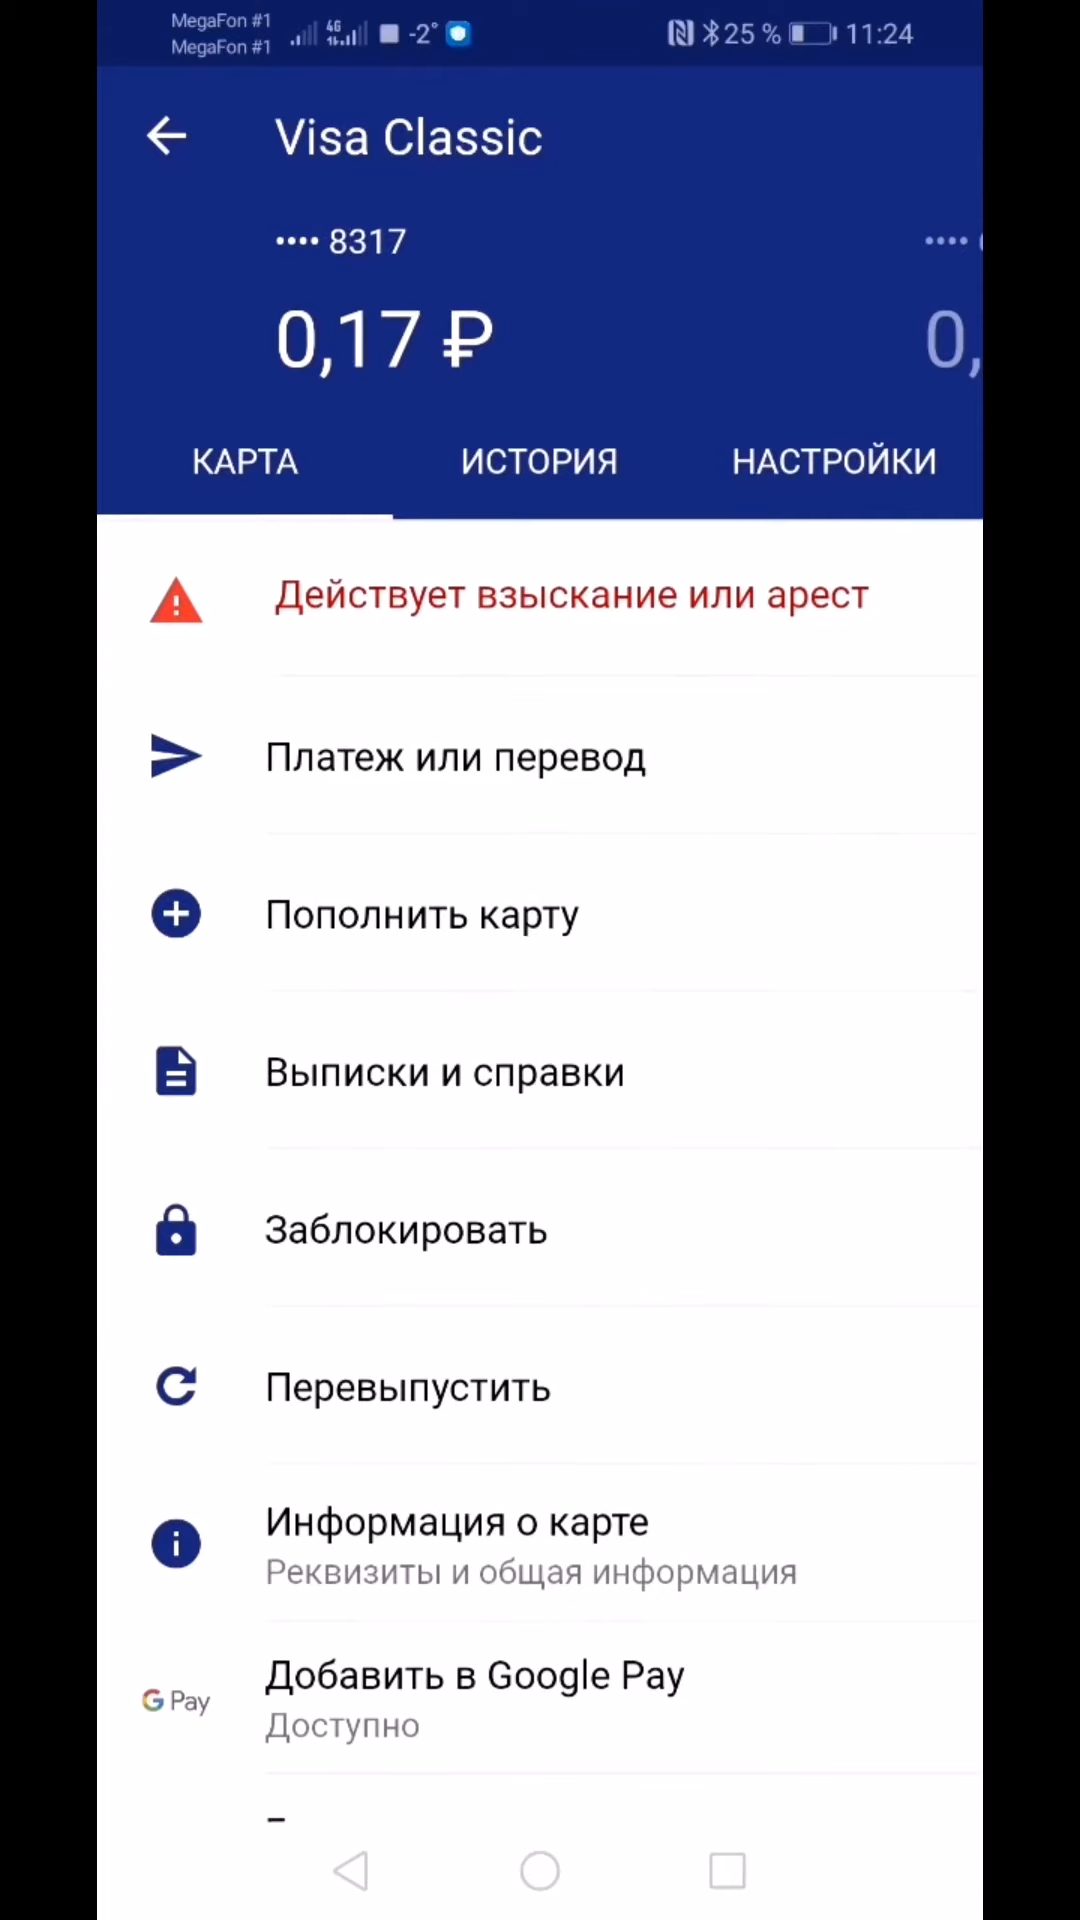 MegaFon #1
MegaFon #1
4G
-2°
25 %
11:24
Visa Classic
•••• 8317
••••
0,17 ₽
0,
КАРТА
ИСТОРИЯ
НАСТРОЙКИ
Действует взыскание или арест
Платеж или перевод
Пополнить карту
Выписки и справки
Заблокировать
Перевыпустить
Информация о карте
Реквизиты и общая информация
G Pay
Добавить в Google Pay
Доступно